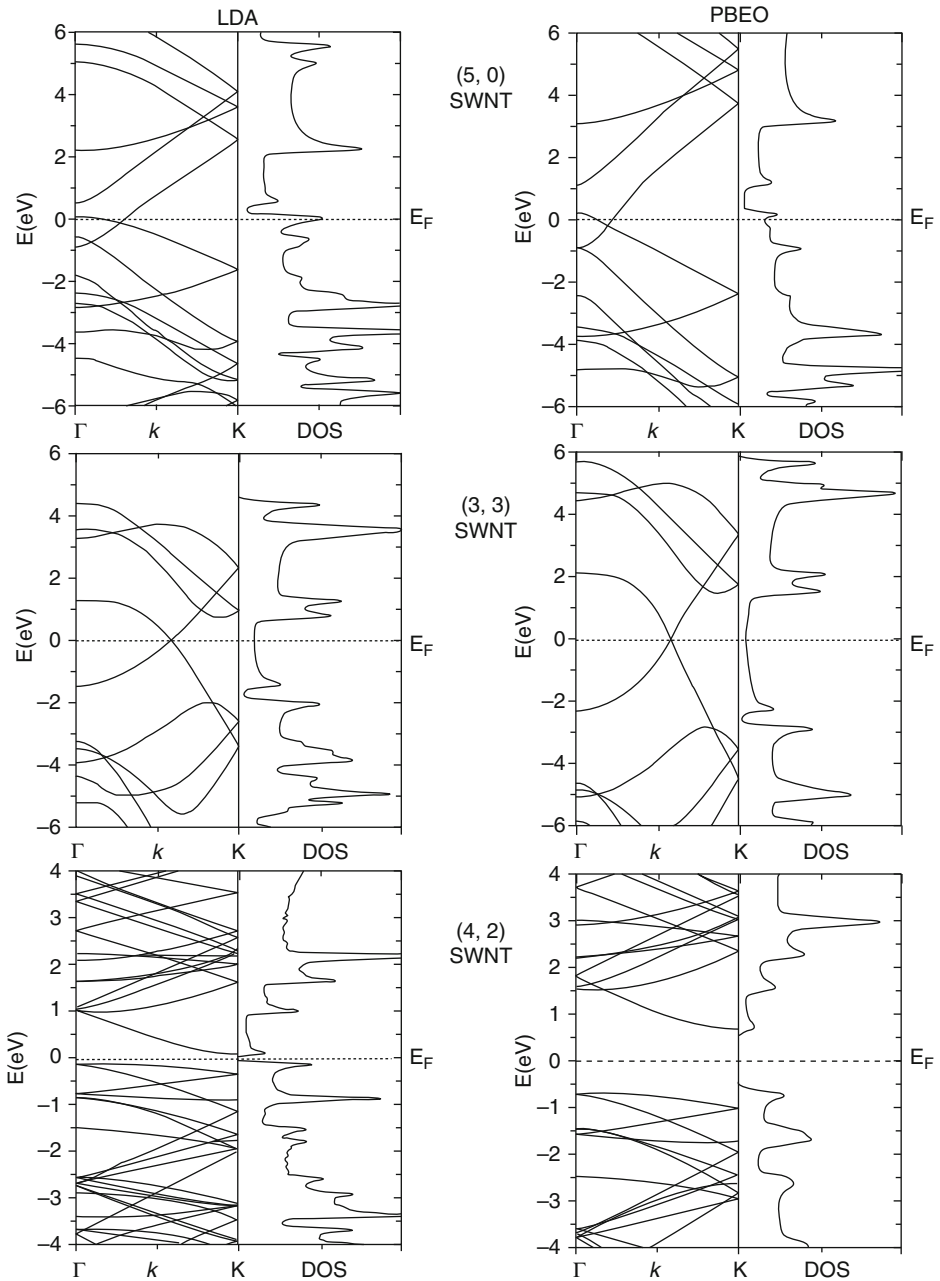 LDA
PBEO
(5, 0)
SWNT
(3, 3)
SWNT
(4, 2)
SWNT
6
4
2
0
–2
–4
–6
E(eV)
Γ k K DOS
E_F
6
4
2
0
–2
–4
–6
E(eV)
Γ k K DOS
E_F
6
4
2
0
–2
–4
–6
E(eV)
Γ k K DOS
E_F
6
4
2
0
–2
–4
–6
E(eV)
Γ k K DOS
E_F
4
3
2
1
0
–1
–2
–3
–4
E(eV)
Γ k K DOS
E_F
4
3
2
1
0
–1
–2
–3
–4
E(eV)
Γ k K DOS
E_F